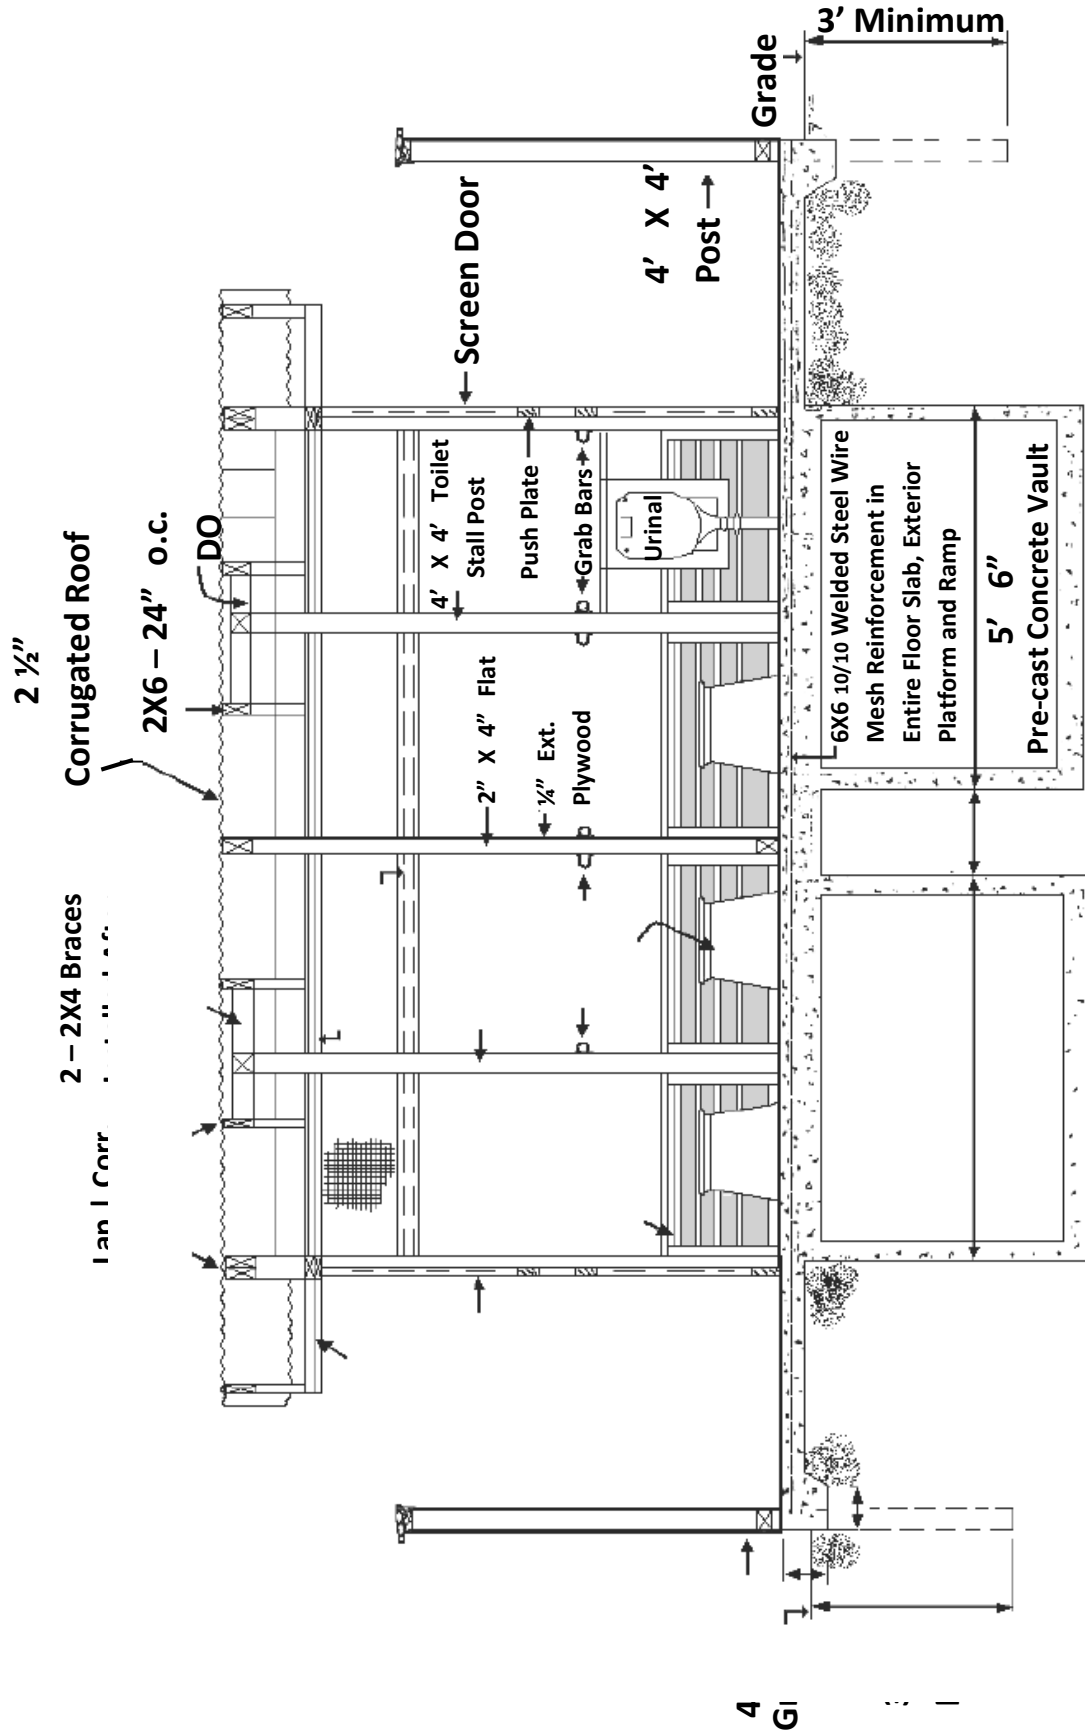 2 ½”
Corrugated Roof
2X6 – 24” o.c.
DO
2 – 2X4 Braces
Screen Door
4’ X 4’ Toilet
Stall Post
Push Plate
Grab Bars
Urinal
2” X 4” Flat
¼” Ext.
Plywood
4’ X 4’
Post
Grade
3’ Minimum
6X6 10/10 Welded Steel Wire
Mesh Reinforcement in
Entire Floor Slab, Exterior
Platform and Ramp
5’ 6”
Pre-cast Concrete Vault
4